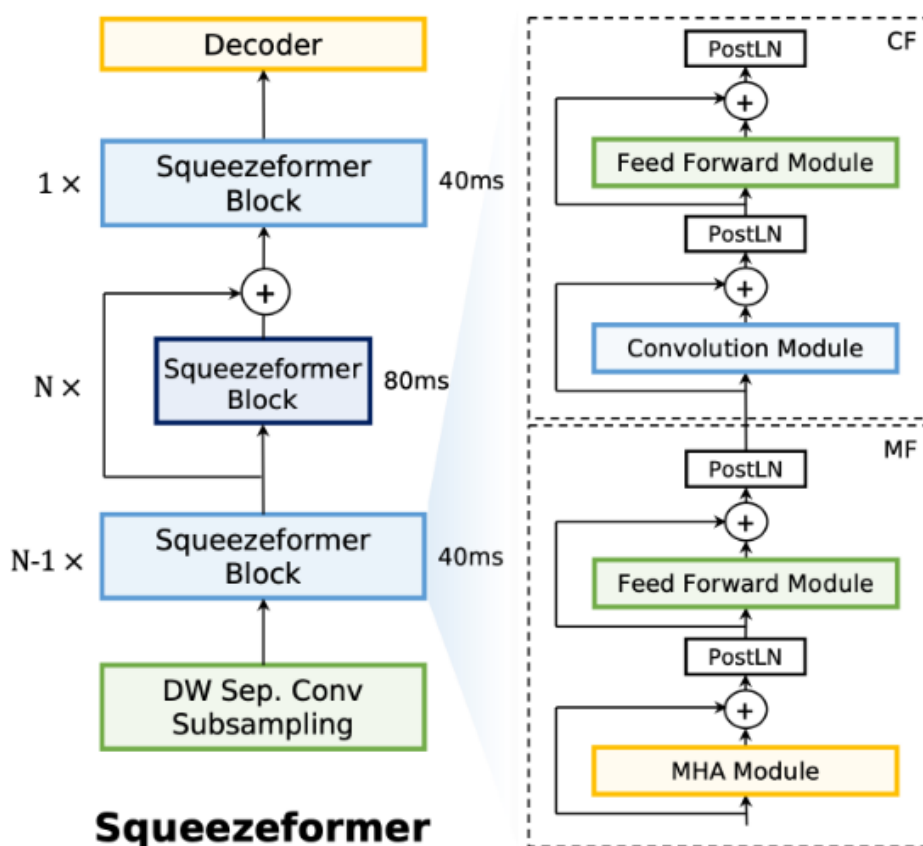 Decoder
1 ×
Squeezeformer
Block
40ms
N ×
Squeezeformer
Block
80ms
N-1 ×
Squeezeformer
Block
40ms
DW Sep. Conv
Subsampling
Squeezeformer
CF
PostLN
+
Feed Forward Module
PostLN
+
Convolution Module
MF
PostLN
+
Feed Forward Module
PostLN
+
MHA Module
+